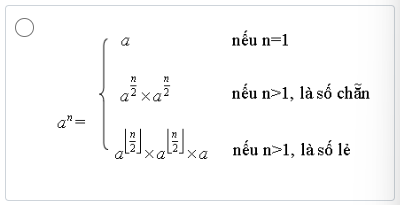 a nếu n=1
a^{n/2} × a^{n/2} nếu n>1, là số chẵn
a^n =
a^{⌊n/2⌋} × a^{⌊n/2⌋} × a nếu n>1, là số lẻ